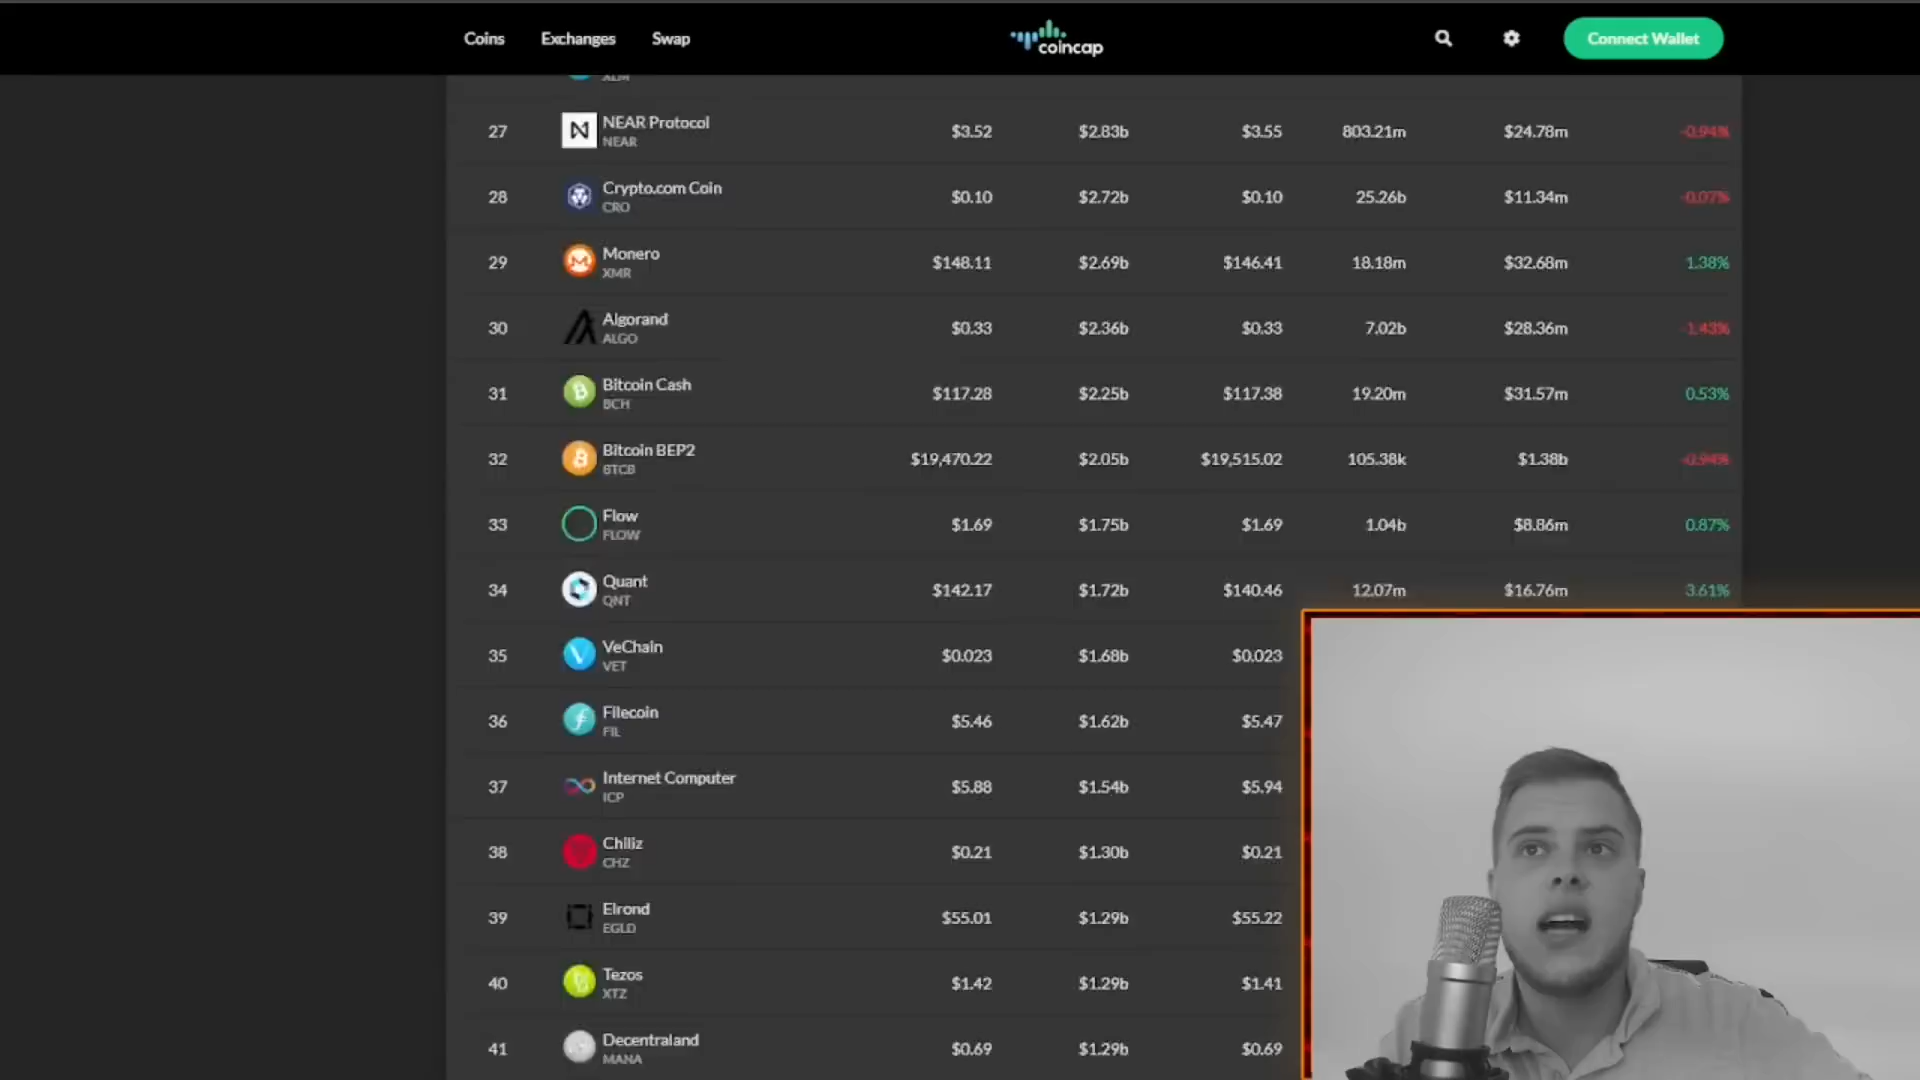 Coins Exchanges Swap coincap Connect Wallet
XLM
27 NEAR Protocol NEAR $3.52 $2.83b $3.55 803.21m $24.78m -0.94%
28 Crypto.com Coin CRO $0.10 $2.72b $0.10 25.26b $11.34m -0.07%
29 Monero XMR $148.11 $2.69b $146.41 18.18m $32.68m 1.38%
30 Algorand ALGO $0.33 $2.36b $0.33 7.02b $28.36m -1.43%
31 Bitcoin Cash BCH $117.28 $2.25b $117.38 19.20m $31.57m 0.53%
32 Bitcoin BEP2 BTCB $19,470.22 $2.05b $19,515.02 105.38k $1.38b -0.94%
33 Flow FLOW $1.69 $1.75b $1.69 1.04b $8.86m 0.87%
34 Quant QNT $142.17 $1.72b $140.46 12.07m $16.76m 3.61%
35 VeChain VET $0.023 $1.68b $0.023
36 Filecoin FIL $5.46 $1.62b $5.47
37 Internet Computer ICP $5.88 $1.54b $5.94
38 Chiliz CHZ $0.21 $1.30b $0.21
39 Elrond EGLD $55.01 $1.29b $55.22
40 Tezos XTZ $1.42 $1.29b $1.41
41 Decentraland MANA $0.69 $1.29b $0.69